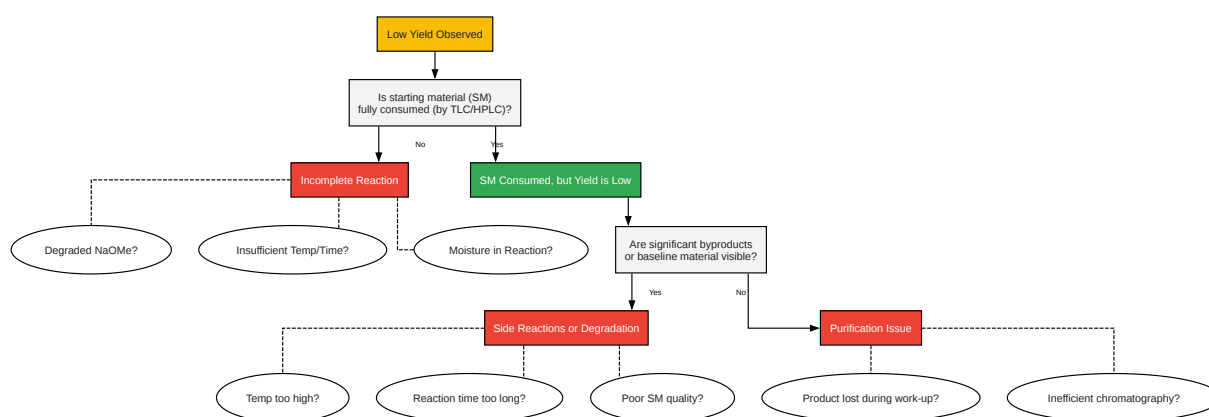 Low Yield Observed
Is starting material (SM)
fully consumed (by TLC/HPLC)?
No
Yes
Incomplete Reaction
SM Consumed, but Yield is Low
Degraded NaOMe?
Insufficient Temp/Time?
Moisture in Reaction?
Are significant byproducts
or baseline material visible?
Yes
No
Side Reactions or Degradation
Purification Issue
Temp too high?
Reaction time too long?
Poor SM quality?
Product lost during work-up?
Inefficient chromatography?